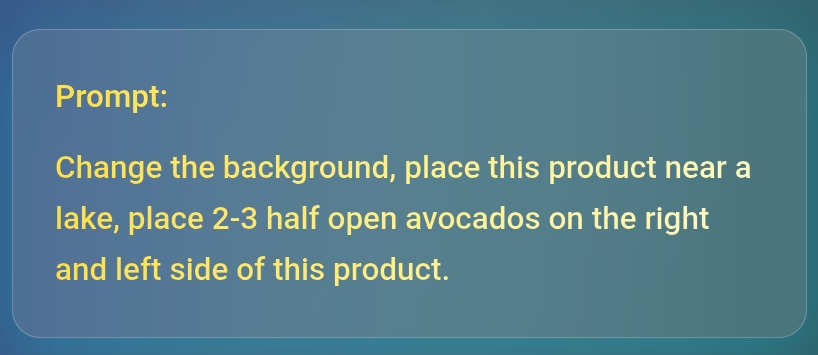 Prompt:
Change the background, place this product near a
lake, place 2-3 half open avocados on the right
and left side of this product.